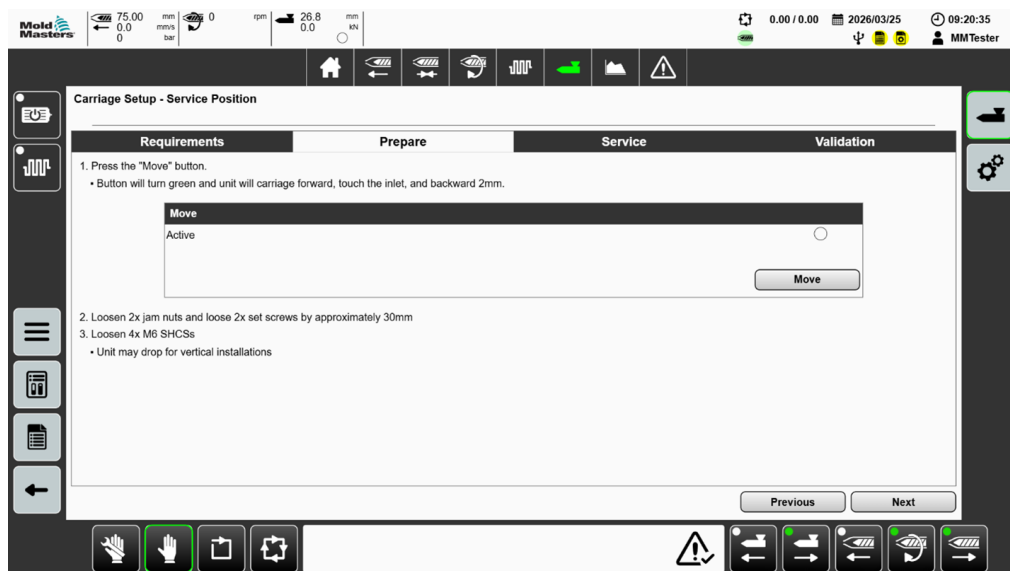 Mold Masters
75.00 mm
0.0 mm/s
0 bar
0 rpm
26.8 mm
0.0 kN
0.00 / 0.00
2026/03/25
09:20:35
MMTester
Carriage Setup - Service Position
Requirements
Prepare
Service
Validation
1. Press the "Move" button.
• Button will turn green and unit will carriage forward, touch the inlet, and backward 2mm.
Move
Active
Move
2. Loosen 2x jam nuts and loose 2x set screws by approximately 30mm
3. Loosen 4x M6 SHCSs
• Unit may drop for vertical installations
Previous
Next